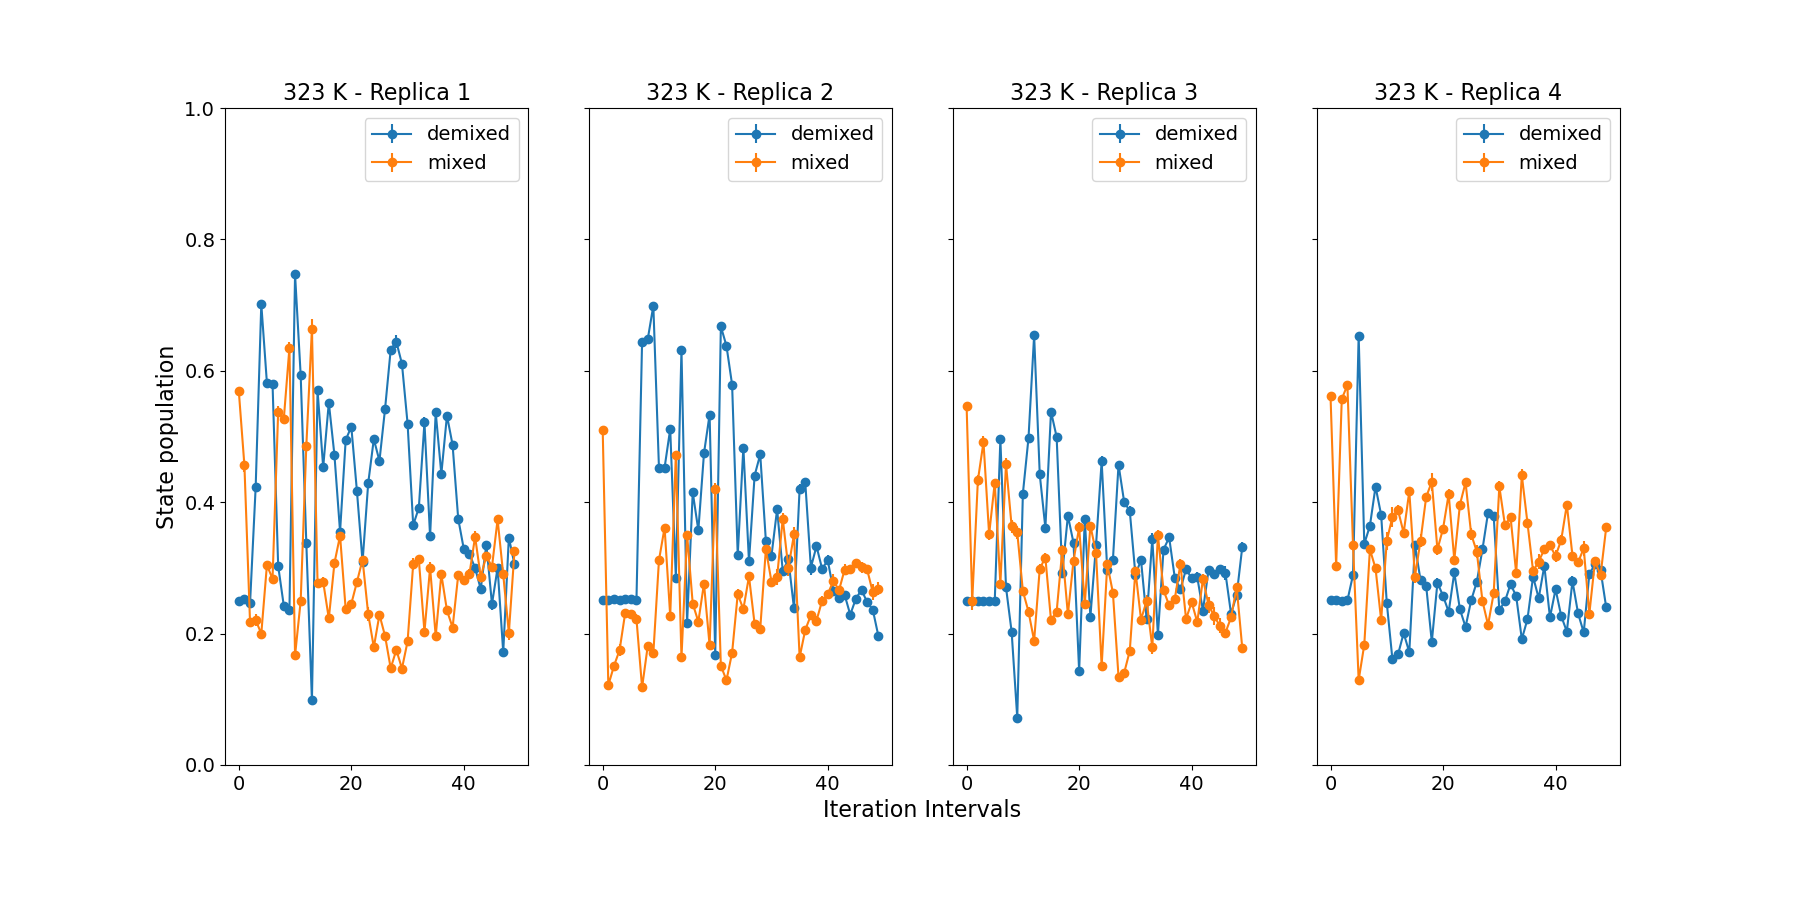 323 K - Replica 1
323 K - Replica 2
323 K - Replica 3
323 K - Replica 4
demixed
mixed
demixed
mixed
demixed
mixed
demixed
mixed
State population
1.0
0.8
0.6
0.4
0.2
0.0
0 20 40
0 20 40
0 20 40
0 20 40
Iteration Intervals